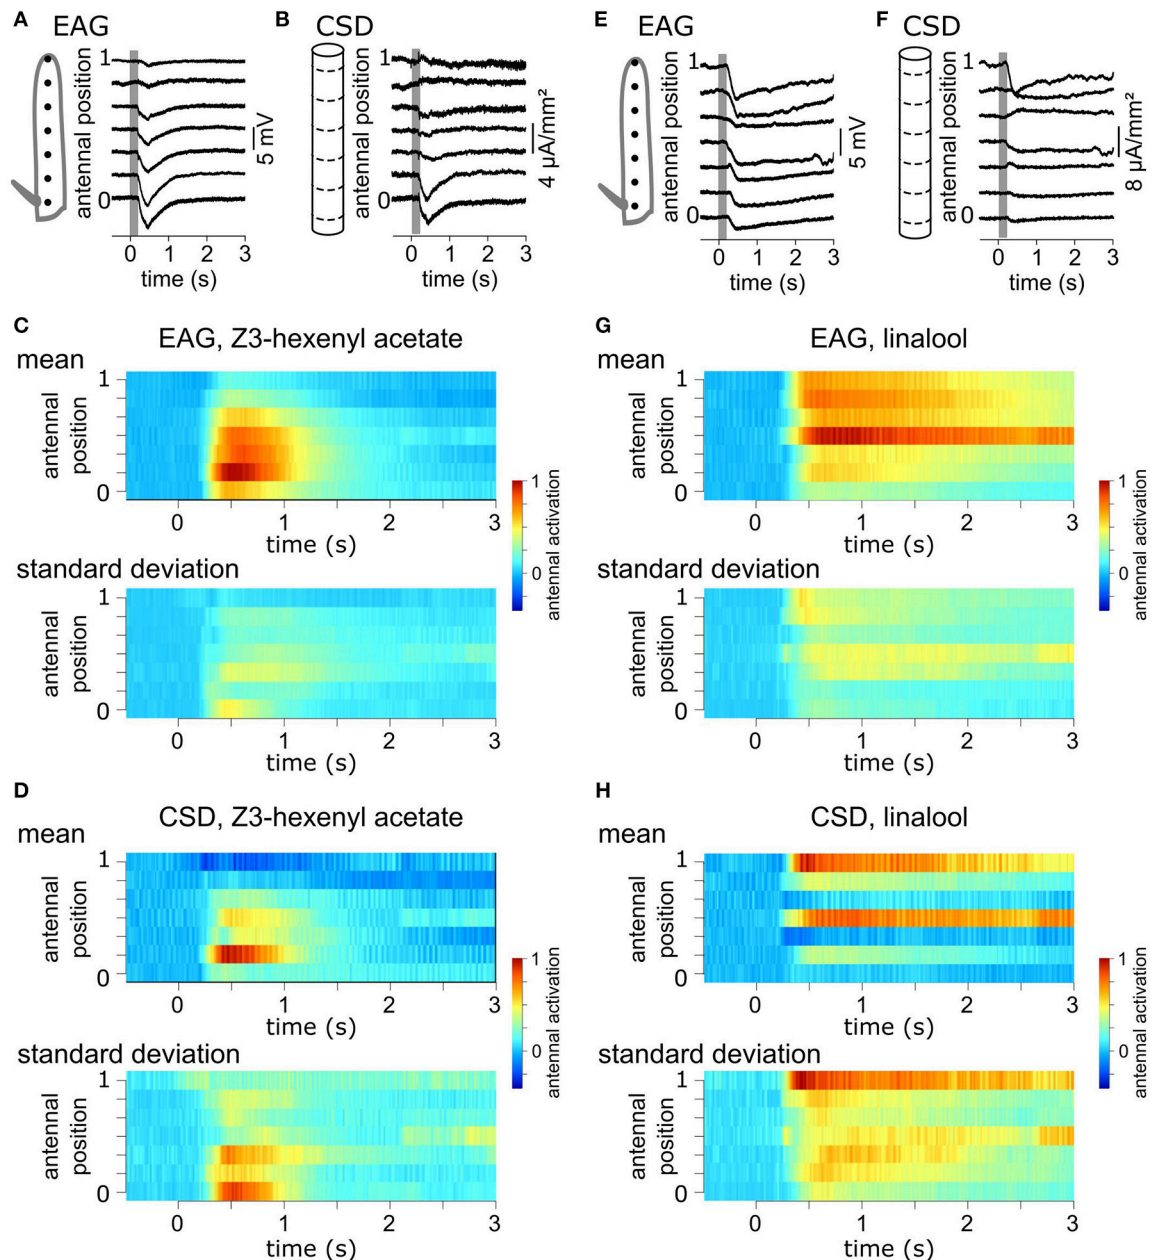 A EAG
1
antennal position
0
5 mV
0 1 2 3
time (s)
B CSD
1
antennal position
0
4 µA/mm²
0 1 2 3
time (s)
E EAG
1
antennal position
0
5 mV
0 1 2 3
time (s)
F CSD
1
antennal position
0
8 µA/mm²
0 1 2 3
time (s)
C
EAG, Z3-hexenyl acetate
mean
1
antennal
position
0
0 1 2 3
time (s)
1
0
antennal activation
standard deviation
1
antennal
position
0
0 1 2 3
time (s)
D
CSD, Z3-hexenyl acetate
mean
1
antennal
position
0
0 1 2 3
time (s)
1
0
antennal activation
standard deviation
1
antennal
position
0
0 1 2 3
time (s)
G
EAG, linalool
mean
1
antennal
position
0
0 1 2 3
time (s)
1
0
antennal activation
standard deviation
1
antennal
position
0
0 1 2 3
time (s)
H
CSD, linalool
mean
1
antennal
position
0
0 1 2 3
time (s)
1
0
antennal activation
standard deviation
1
antennal
position
0
0 1 2 3
time (s)